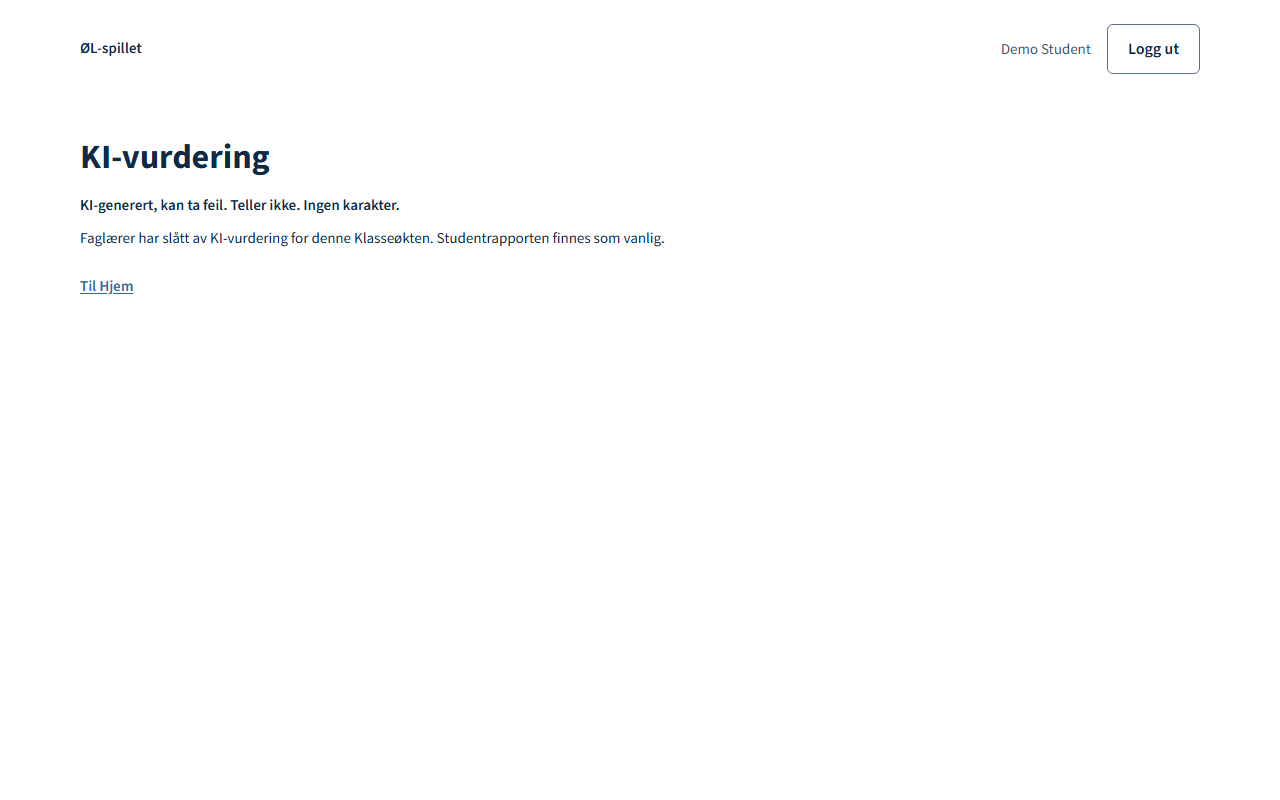 ØL-spillet
Demo Student
Logg ut
KI-vurdering
KI-generert, kan ta feil. Teller ikke. Ingen karakter.
Faglærer har slått av KI-vurdering for denne Klasseøkten. Studentrapporten finnes som vanlig.
Til Hjem